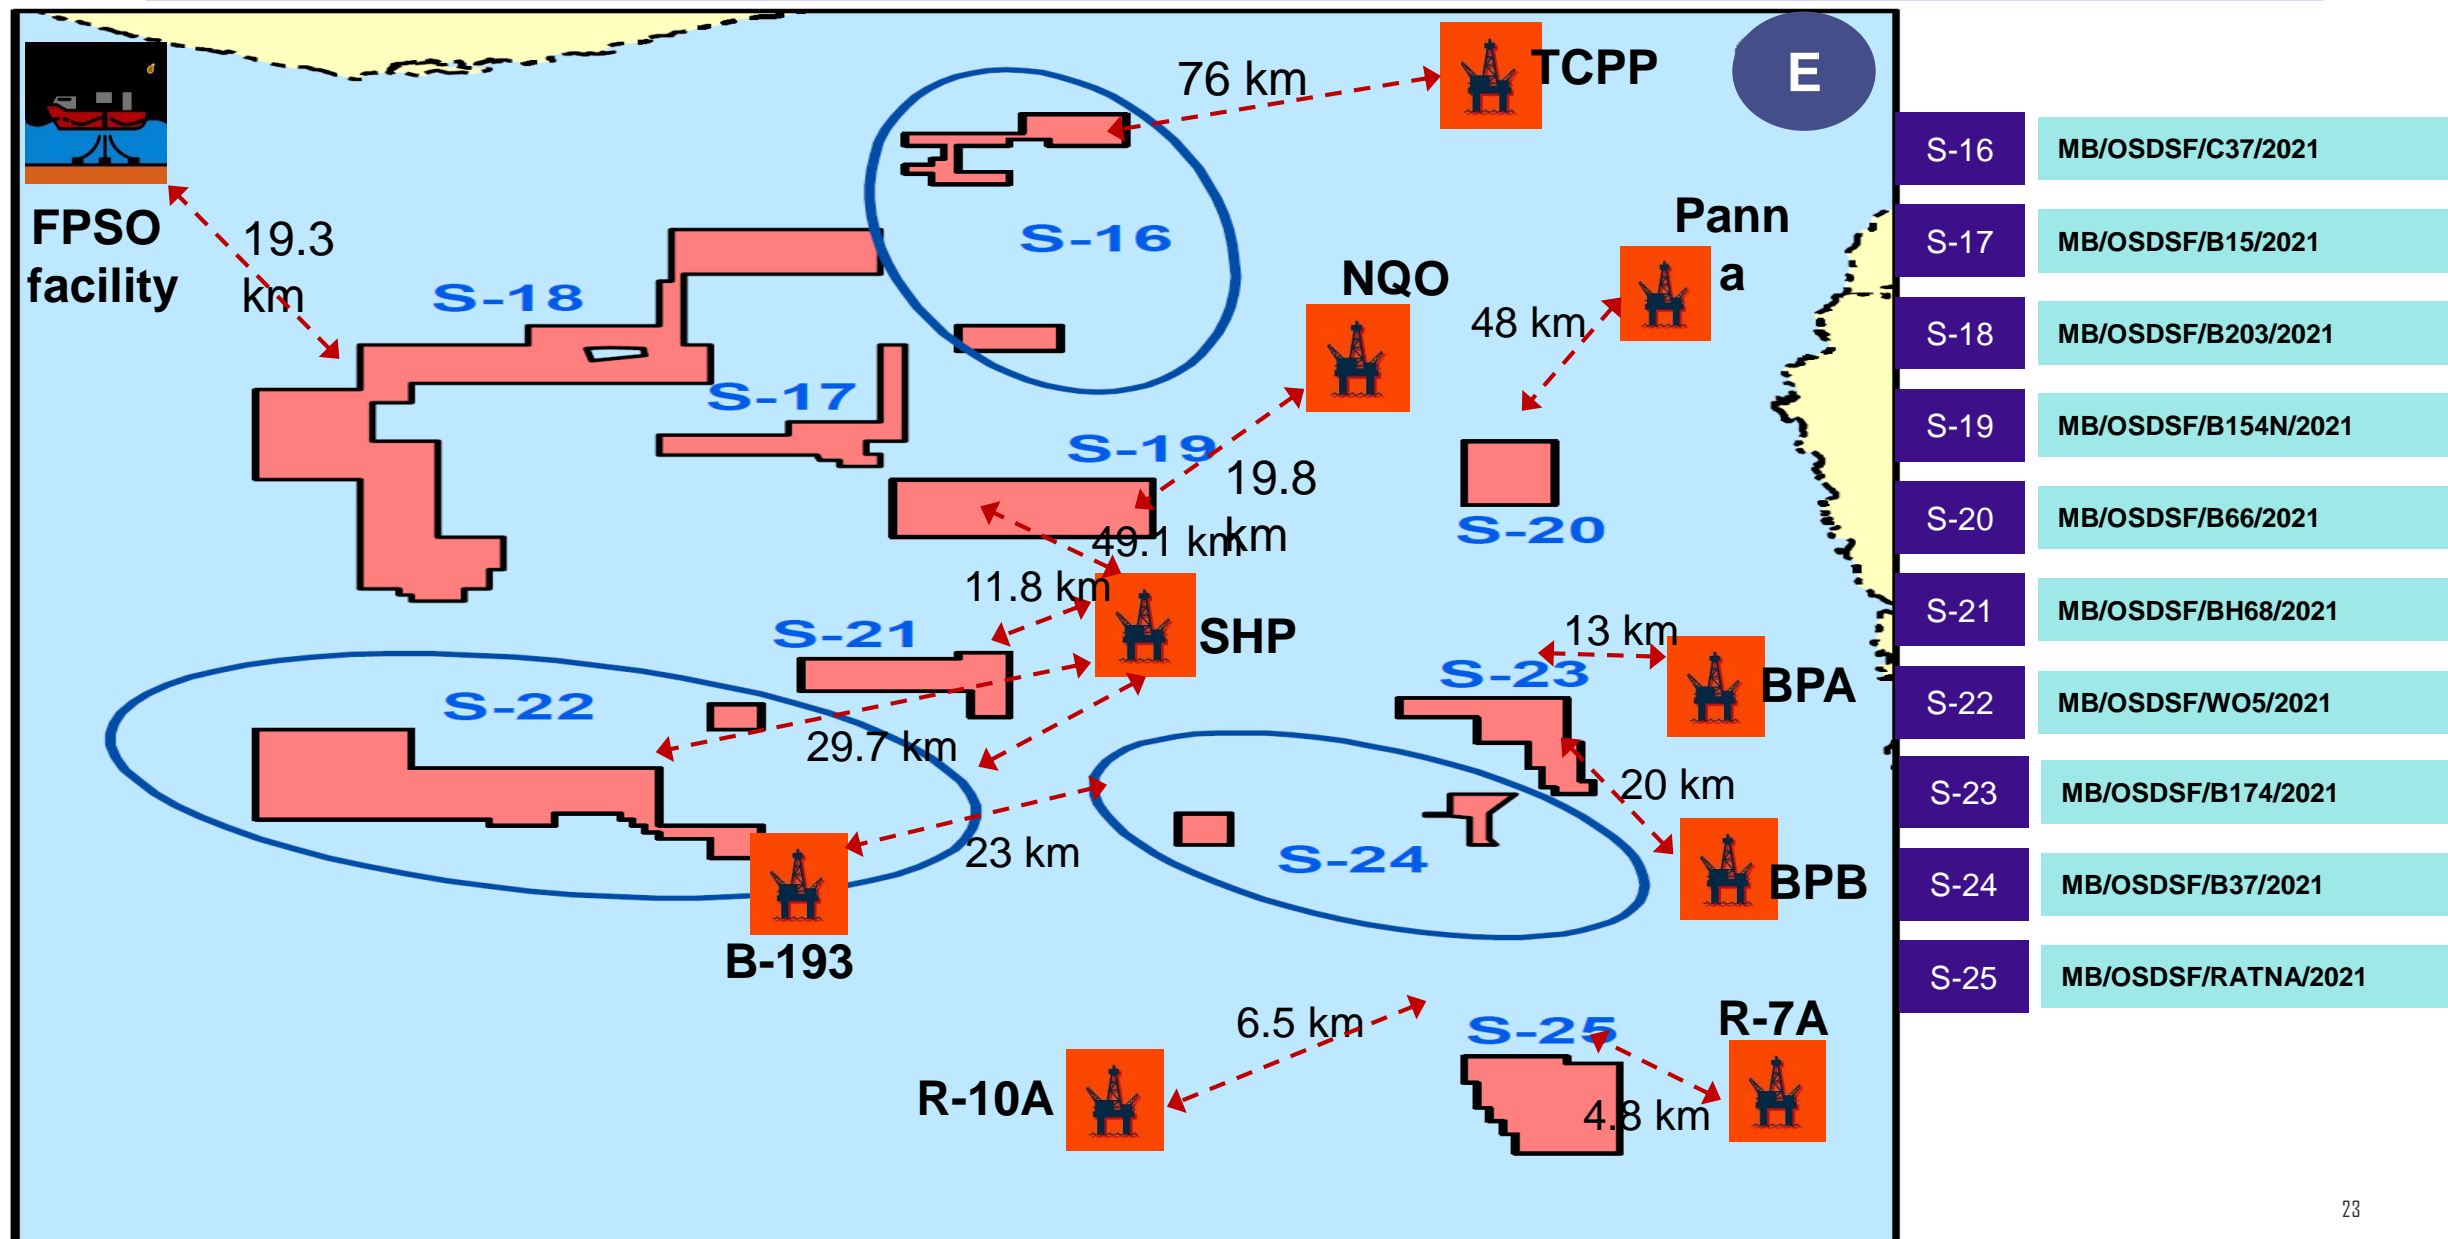 76 km
TCPP
E
FPSO
facility
19.3
km
S-16
S-18
NQO
Pann
a
48 km
S-17
S-19
19.8
km
49.1 km
S-20
11.8 km
SHP
S-21
13 km
BPA
S-23
S-22
29.7 km
20 km
23 km
S-24
BPB
B-193
6.5 km
S-25
R-7A
R-10A
4.8 km
S-16 MB/OSDSF/C37/2021
S-17 MB/OSDSF/B15/2021
S-18 MB/OSDSF/B203/2021
S-19 MB/OSDSF/B154N/2021
S-20 MB/OSDSF/B66/2021
S-21 MB/OSDSF/BH68/2021
S-22 MB/OSDSF/WO5/2021
S-23 MB/OSDSF/B174/2021
S-24 MB/OSDSF/B37/2021
S-25 MB/OSDSF/RATNA/2021
23